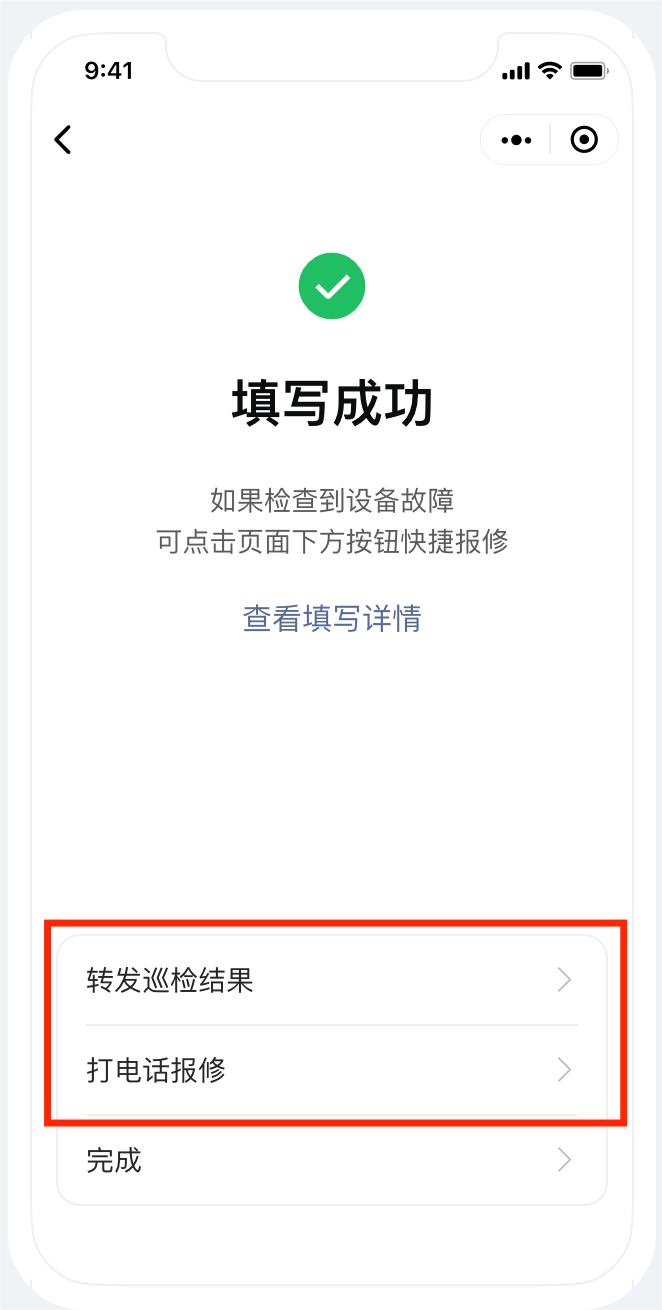 9:41
填写成功
如果检查到设备故障
可点击页面下方按钮快捷报修
查看填写详情
转发巡检结果
打电话报修
完成